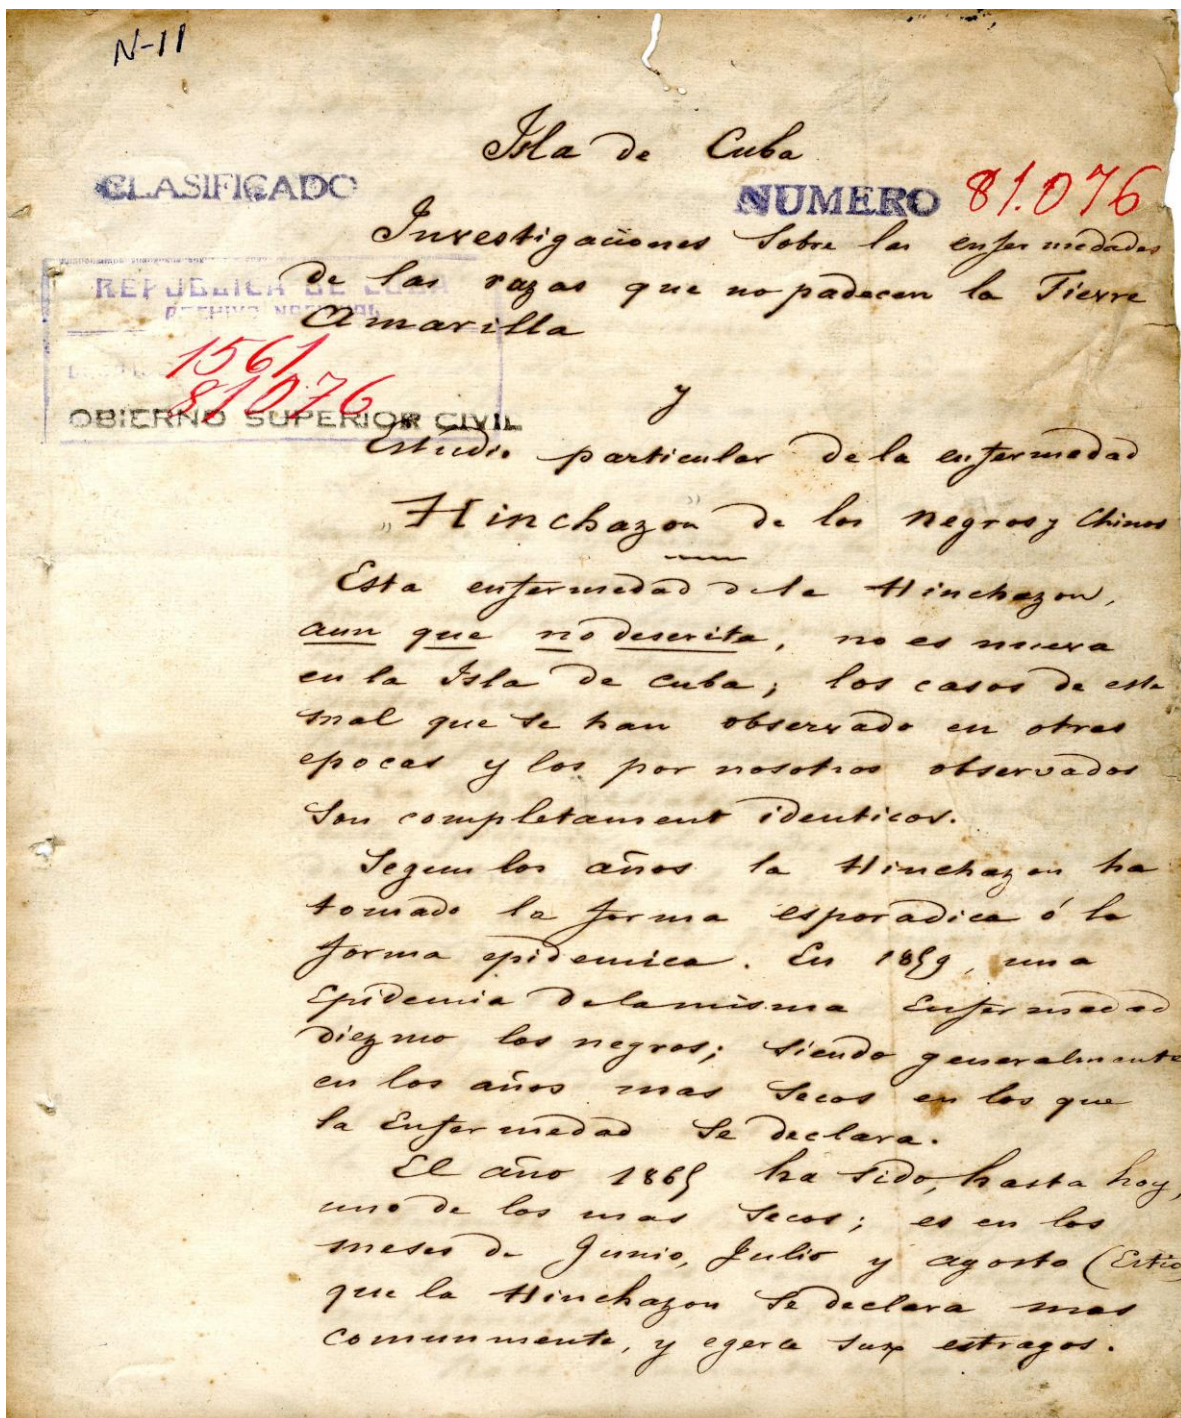 N-11
Isla de Cuba
CLASIFICADO
NUMERO 81.076
Investigaciones sobre las enfermedades
de las razas que no padecen la Fievre
Amarilla
REPUBLICA DE CUBA
ARCHIVO NACIONAL
1561
81076
OBIERNO SUPERIOR CIVIL
y
Estudio particular de la enfermedad
"Hinchazon" de los negros y Chinos
Esta enfermedad de la Hinchazon,
aun que no descrita, no es nueva
en la Isla de Cuba; los casos de este
mal que se han observado en otras
epocas y los por nosotros observados
son completament identicos.
Segun los años la Hinchazon ha
tomado la forma esporadica ó la
forma epidemica. En 1859, una
Epidemia de la misma Enfermedad
diezmo los negros; siendo generalmente
en los años mas secos en los que
la Enfermedad se declara.
El año 1865 ha sido, hasta hoy,
uno de los mas secos; es en los
meses de Junio, Julio y agosto (Estio)
que la Hinchazon se declara mas
comunmente, y egerce sus estragos.